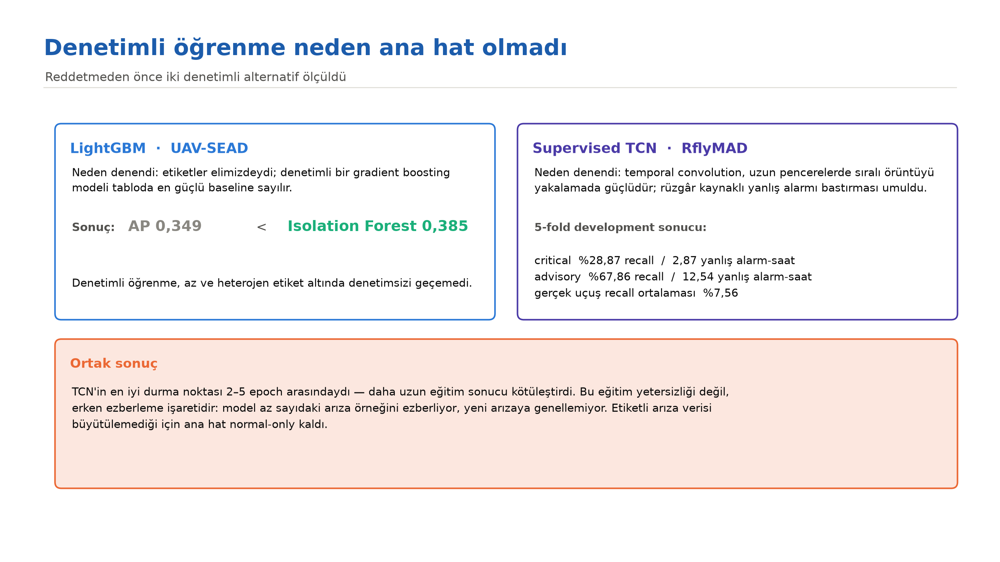 Denetimli öğrenme neden ana hat olmadı
Reddetmeden önce iki denetimli alternatif ölçüldü
LightGBM · UAV-SEAD
Neden denendi: etiketler elimizdeydi; denetimli bir gradient boosting
modeli tabloda en güçlü baseline sayılır.
Sonuç: AP 0,349 < Isolation Forest 0,385
Denetimli öğrenme, az ve heterojen etiket altında denetimsizi geçemedi.
Supervised TCN · RflyMAD
Neden denendi: temporal convolution, uzun pencerelerde sıralı örüntüyü
yakalamada güçlüdür; rüzgâr kaynaklı yanlış alarmı bastırması umuldu.
5-fold development sonucu:
critical %28,87 recall / 2,87 yanlış alarm-saat
advisory %67,86 recall / 12,54 yanlış alarm-saat
gerçek uçuş recall ortalaması %7,56
Ortak sonuç
TCN'in en iyi durma noktası 2–5 epoch arasındaydı — daha uzun eğitim sonucu kötüleştirdi. Bu eğitim yetersizliği değil,
erken ezberleme işaretidir: model az sayıdaki arıza örneğini ezberliyor, yeni arızaya genellemiyor. Etiketli arıza verisi
büyütülemediği için ana hat normal-only kaldı.